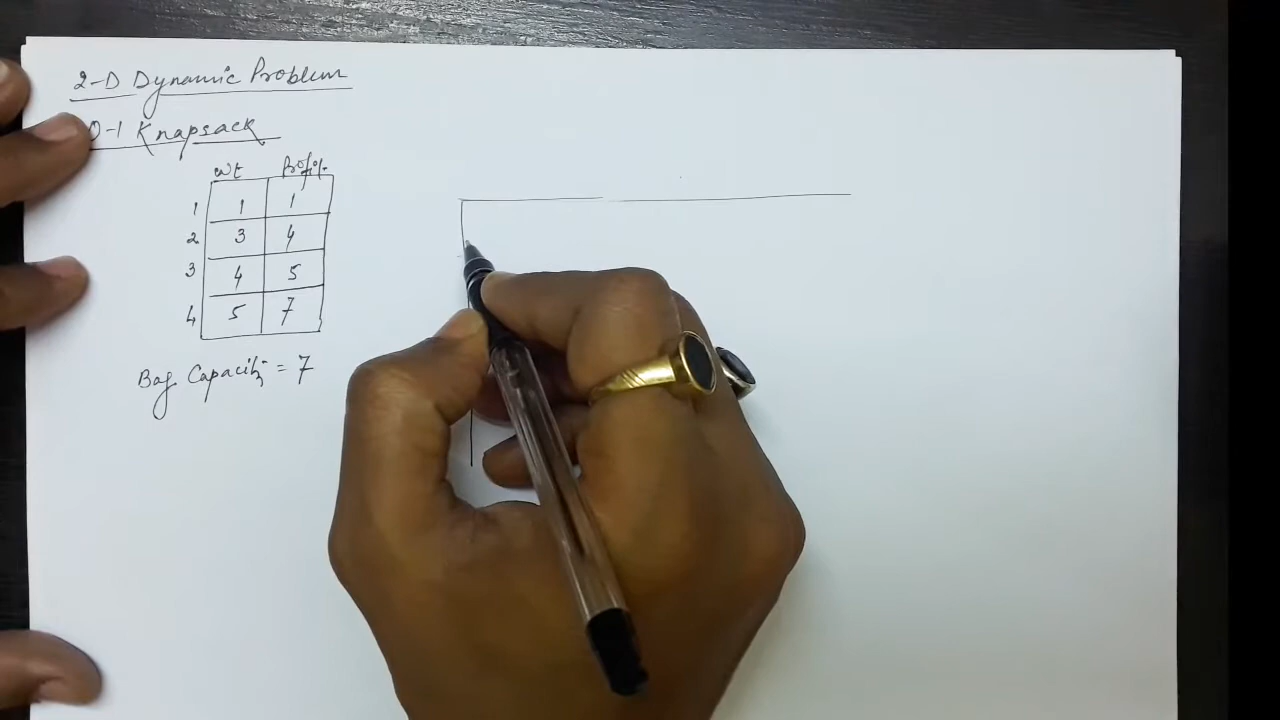 2-D Dynamic Problem
0-1 Knapsack
wt Profit
1 1 1
2 3 4
3 4 5
4 5 7
Bag Capacity = 7